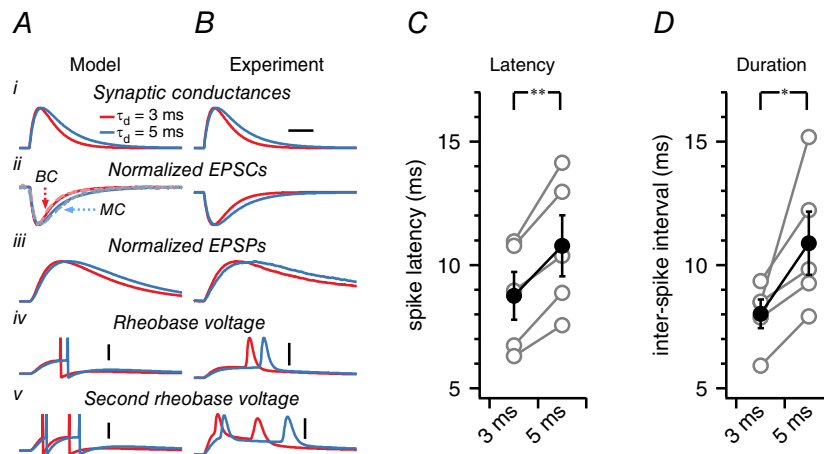 A
B
C
D
Model
Experiment
Latency
Duration
i
Synaptic conductances
τd = 3 ms
τd = 5 ms
ii
Normalized EPSCs
BC
MC
iii
Normalized EPSPs
iv
Rheobase voltage
v
Second rheobase voltage
**
15
10
5
spike latency (ms)
3 ms
5 ms
*
15
10
5
inter-spike interval (ms)
3 ms
5 ms